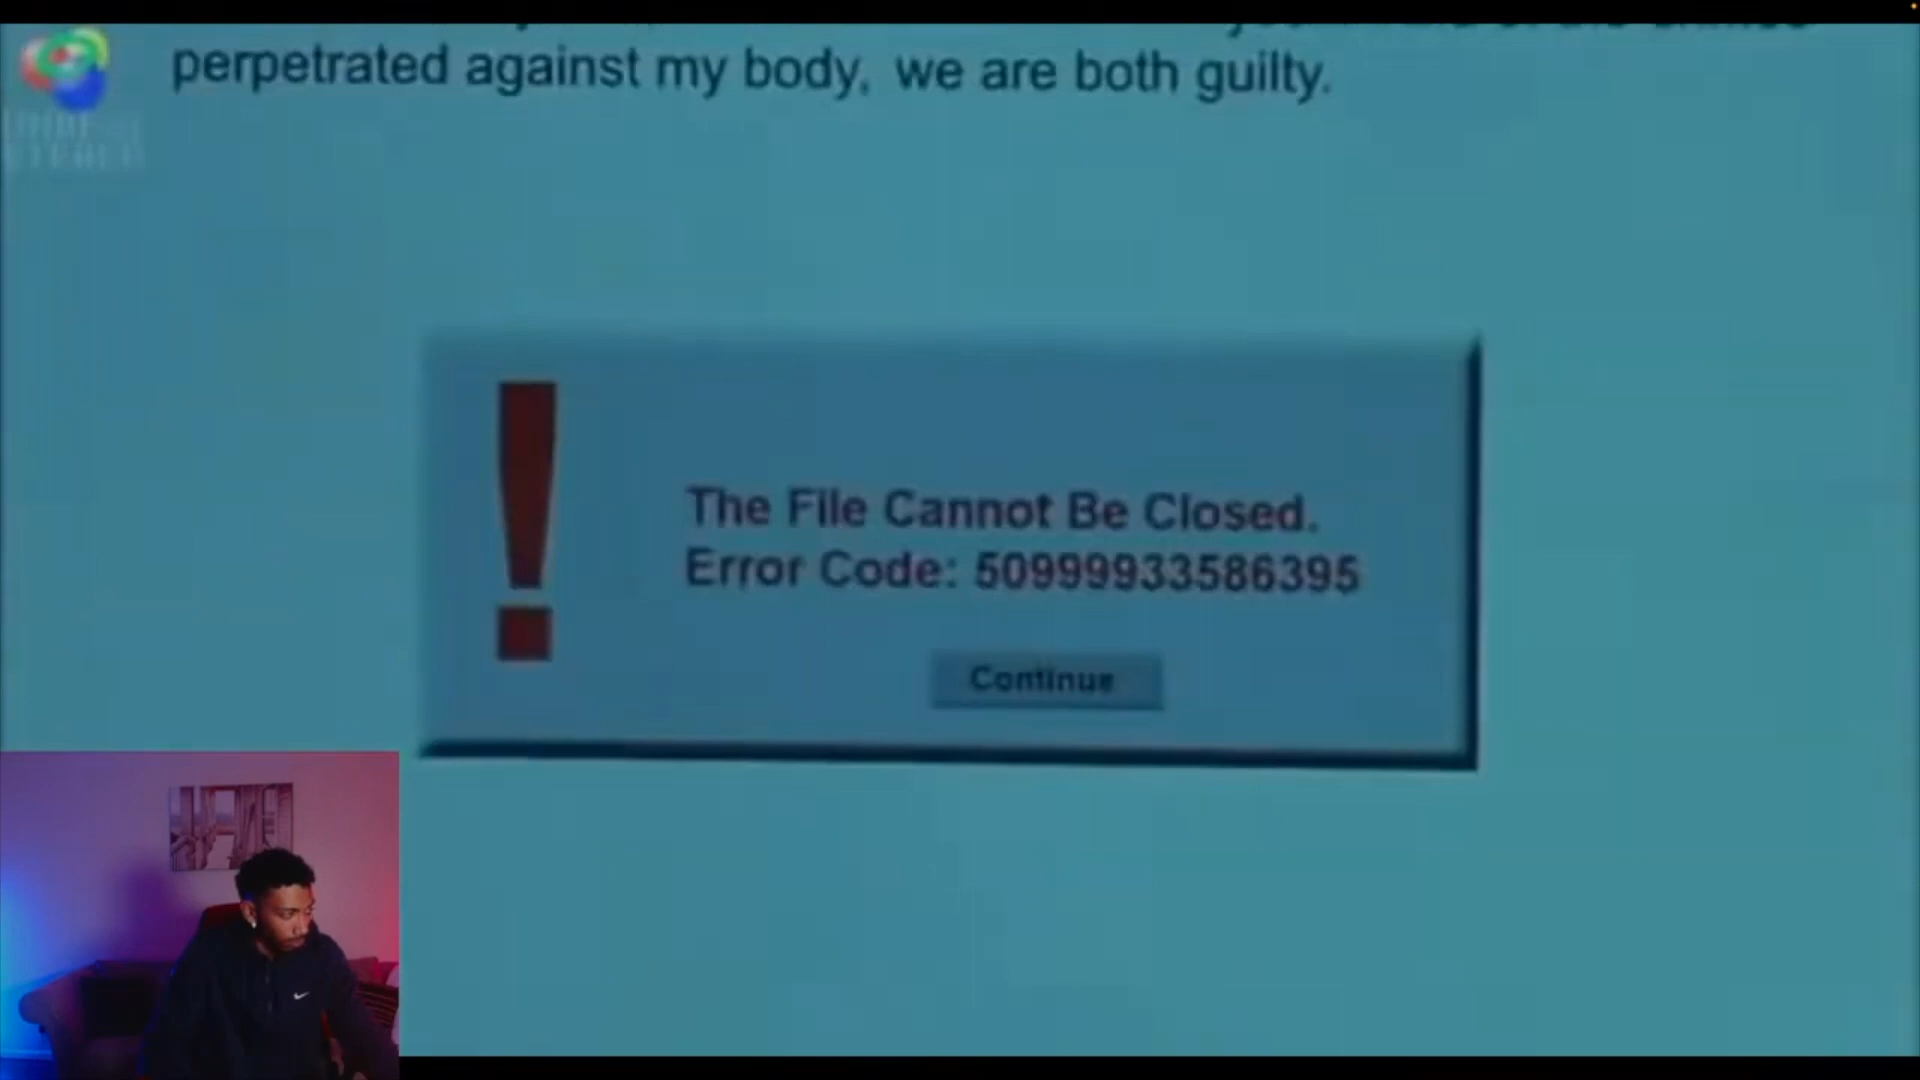 perpetrated against my body, we are both guilty.
The File Cannot Be Closed.
Error Code: 50999933586395
Continue